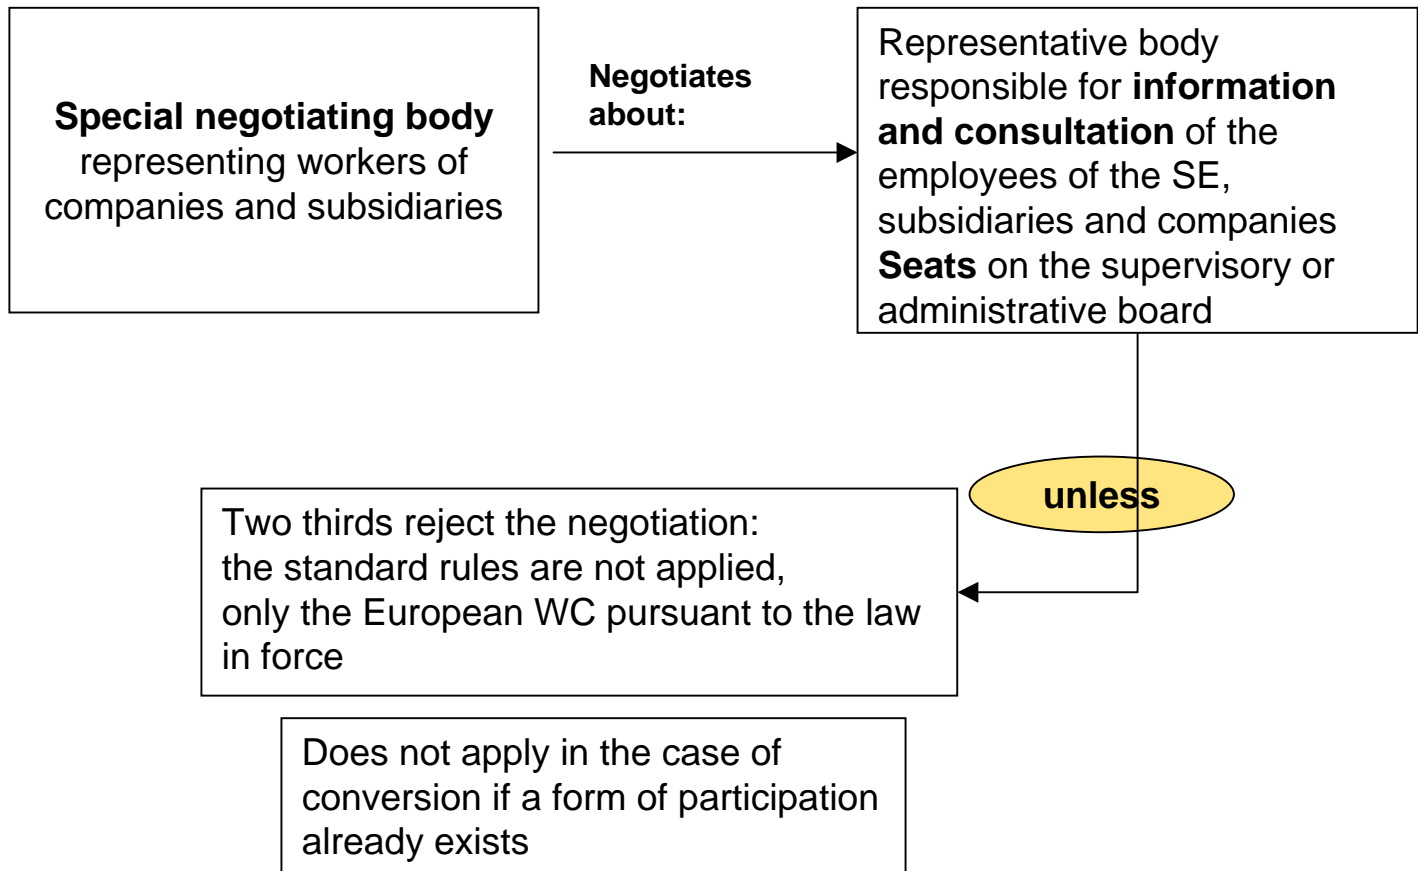 Special negotiating body
representing workers of
companies and subsidiaries
Negotiates
about:
Representative body
responsible for information
and consultation of the
employees of the SE,
subsidiaries and companies
Seats on the supervisory or
administrative board
unless
Two thirds reject the negotiation:
the standard rules are not applied,
only the European WC pursuant to the law
in force
Does not apply in the case of
conversion if a form of participation
already exists